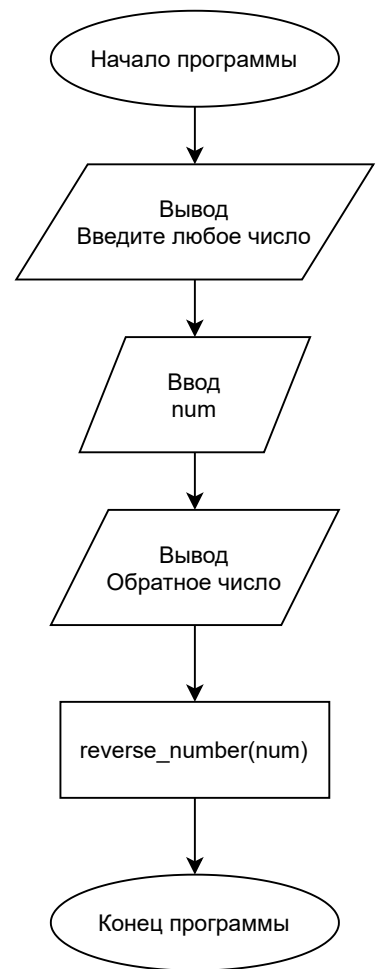 Начало программы
Вывод
Введите любое число
Ввод
num
Вывод
Обратное число
reverse_number(num)
Конец программы